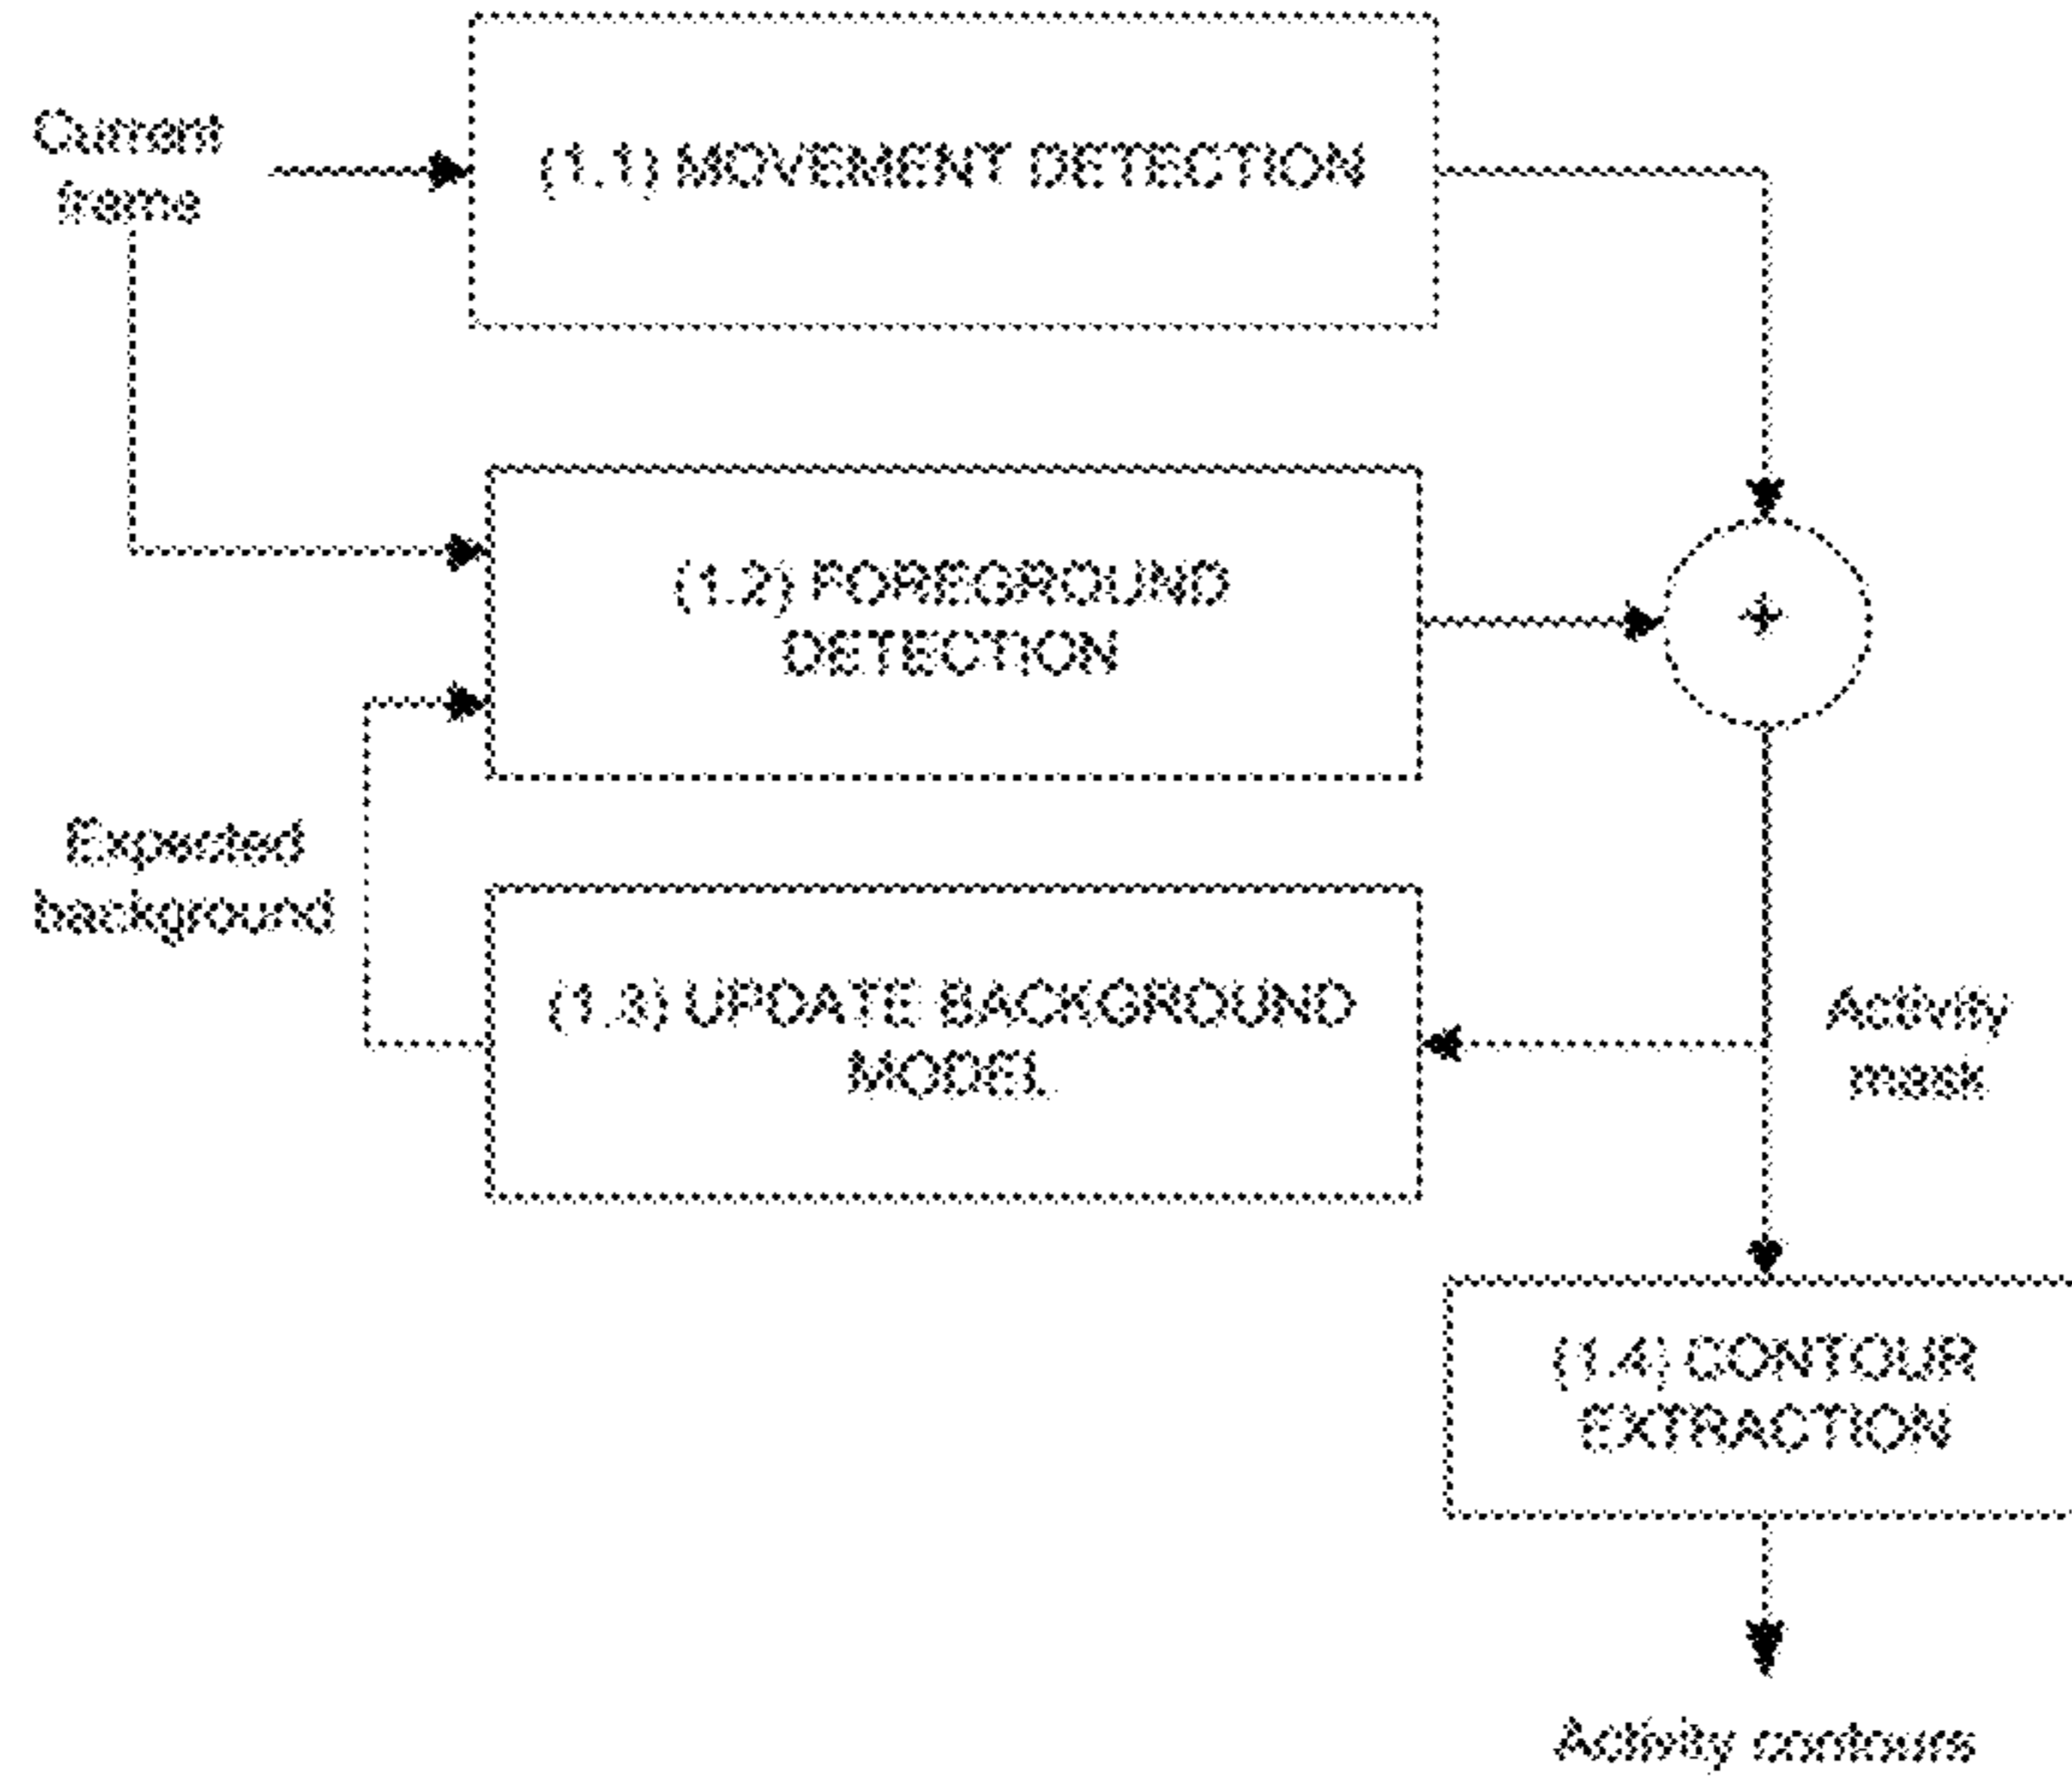 Current
frame
(1.1) MOVEMENT DETECTION
(1.2) FOREGROUND
DETECTION
+
Expected
background
(1.3) UPDATE BACKGROUND
MODEL
Activity
mask
(1.4) CONTOUR
EXTRACTION
Activity contours